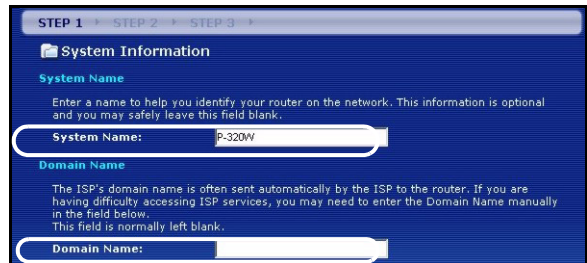 STEP 1 STEP 2 STEP 3
System Information
System Name
Enter a name to help you identify your router on the network. This information is optional
and you may safely leave this field blank.
System Name: P-320W
Domain Name
The ISP's domain name is often sent automatically by the ISP to the router. If you are
having difficulty accessing ISP services, you may need to enter the Domain Name manually
in the field below.
This field is normally left blank.
Domain Name: